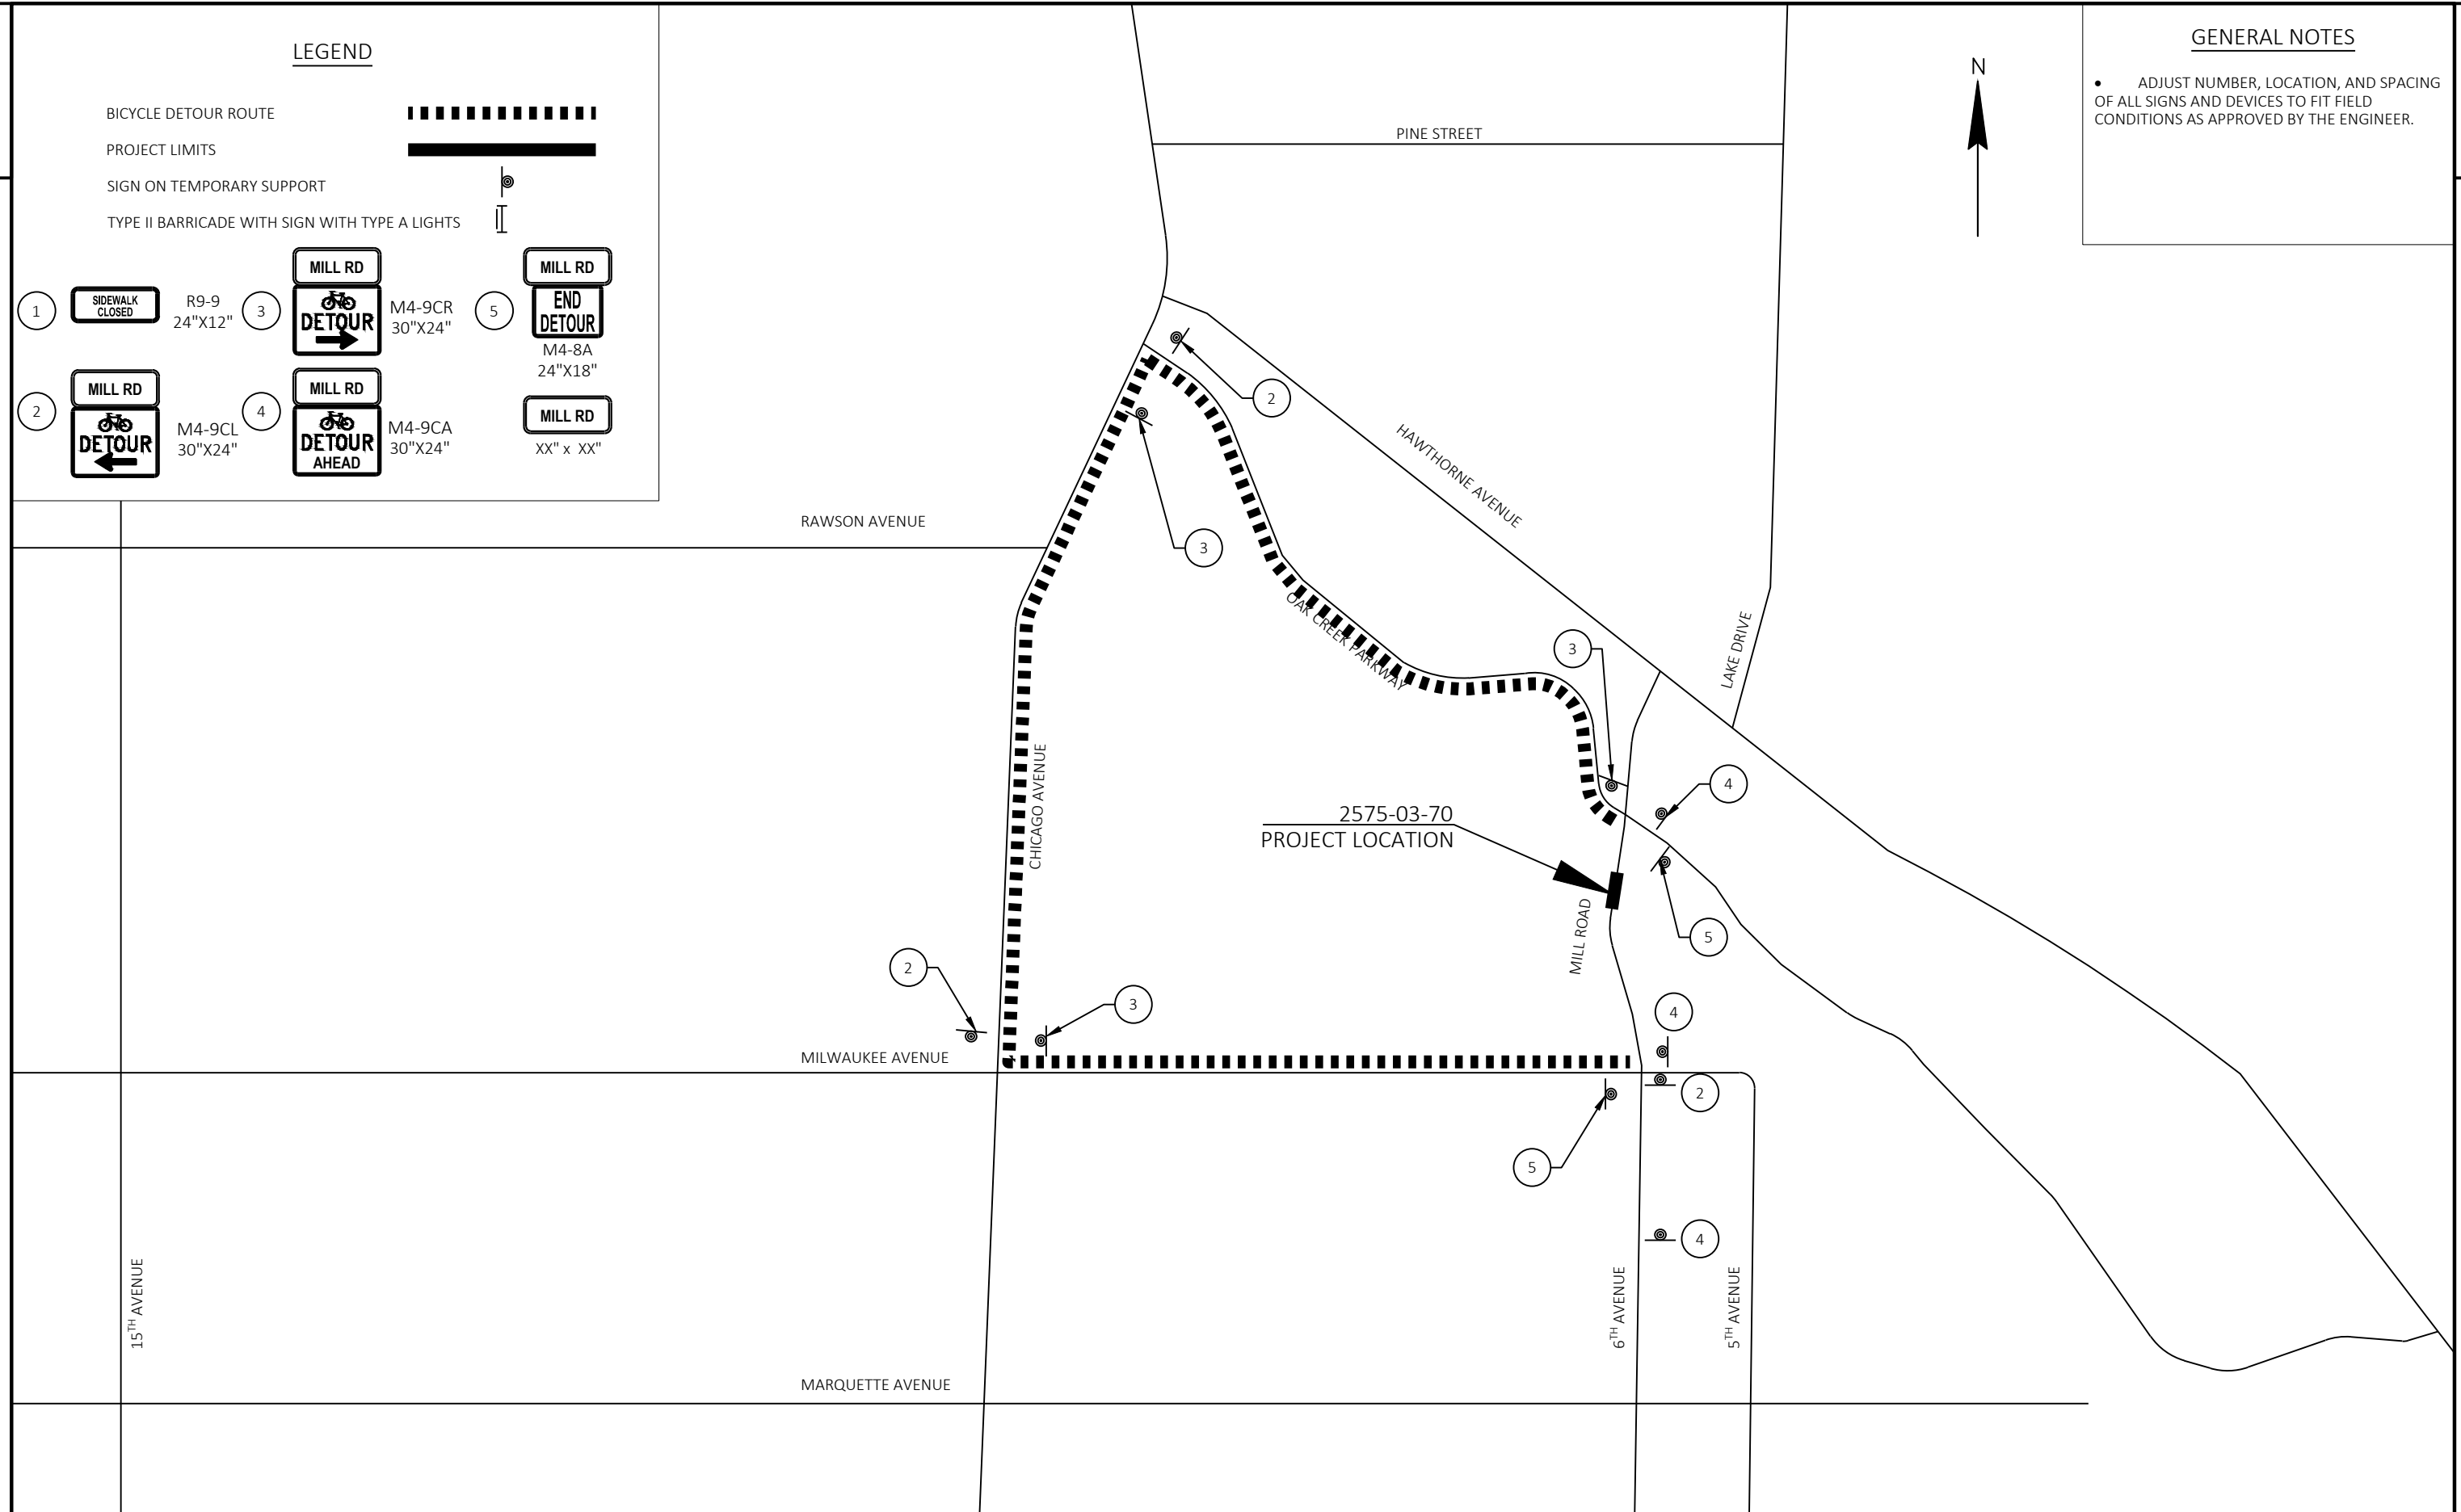 LEGEND
BICYCLE DETOUR ROUTE
PROJECT LIMITS
SIGN ON TEMPORARY SUPPORT
TYPE II BARRICADE WITH SIGN WITH TYPE A LIGHTS
1
SIDEWALK
CLOSED
R9-9
24"X12"
3
MILL RD
DETOUR
M4-9CR
30"X24"
5
MILL RD
END
DETOUR
M4-8A
24"X18"
2
MILL RD
DETOUR
M4-9CL
30"X24"
4
MILL RD
DETOUR
AHEAD
M4-9CA
30"X24"
MILL RD
XX" x XX"
GENERAL NOTES
• ADJUST NUMBER, LOCATION, AND SPACING
OF ALL SIGNS AND DEVICES TO FIT FIELD
CONDITIONS AS APPROVED BY THE ENGINEER.
N
PINE STREET
2
HAWTHORNE AVENUE
RAWSON AVENUE
3
OAK CREEK PARKWAY
3
LAKE DRIVE
CHICAGO AVENUE
4
2575-03-70
PROJECT LOCATION
MILL ROAD
5
2
3
4
MILWAUKEE AVENUE
2
5
4
15TH AVENUE
6TH AVENUE
5TH AVENUE
MARQUETTE AVENUE